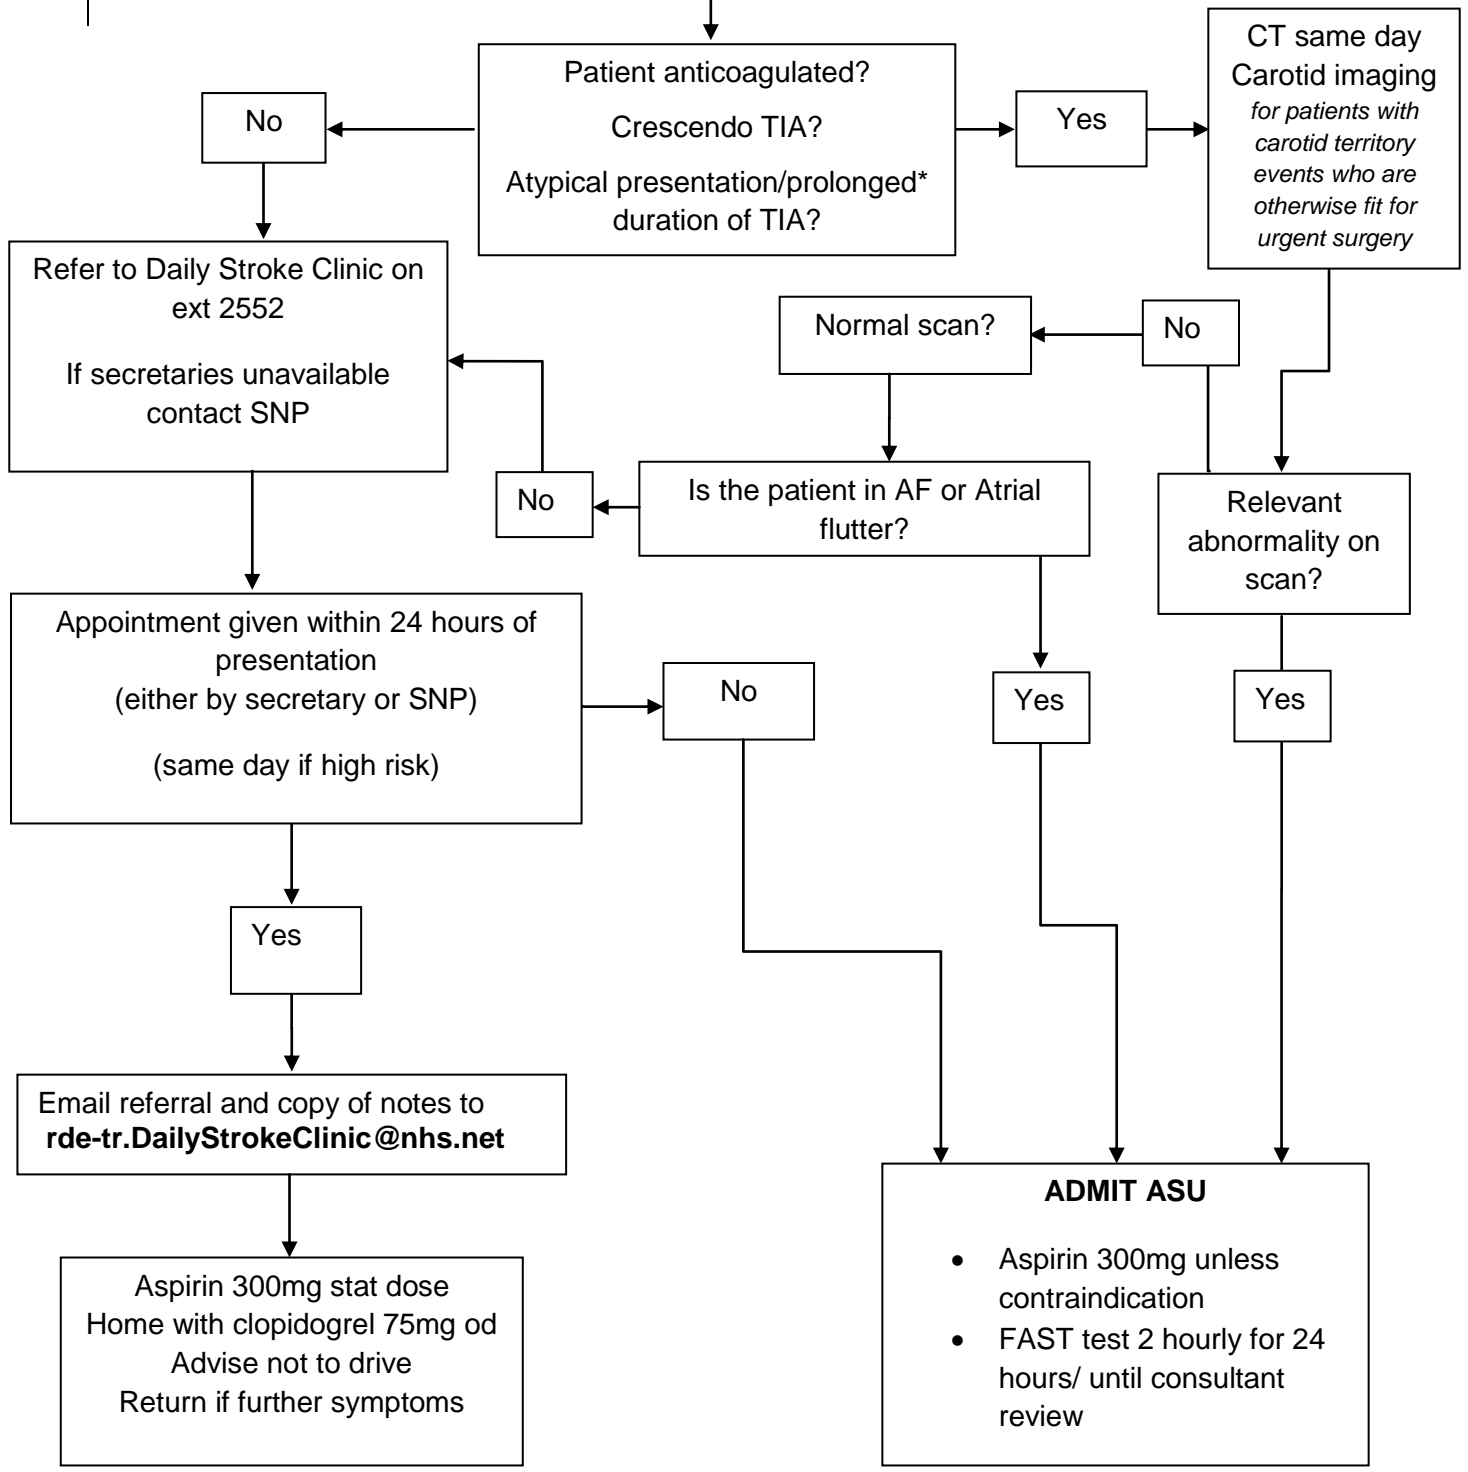 Patient anticoagulated?
Crescendo TIA?
Atypical presentation/prolonged*
duration of TIA?
No
Yes
CT same day
Carotid imaging
for patients with
carotid territory
events who are
otherwise fit for
urgent surgery
Refer to Daily Stroke Clinic on
ext 2552
If secretaries unavailable
contact SNP
Normal scan?
No
No
Is the patient in AF or Atrial
flutter?
Relevant
abnormality on
scan?
Appointment given within 24 hours of
presentation
(either by secretary or SNP)
(same day if high risk)
No
Yes
Yes
Yes
Email referral and copy of notes to
rde-tr.DailyStrokeClinic@nhs.net
Aspirin 300mg stat dose
Home with clopidogrel 75mg od
Advise not to drive
Return if further symptoms
ADMIT ASU
• Aspirin 300mg unless
contraindication
• FAST test 2 hourly for 24
hours/ until consultant
review